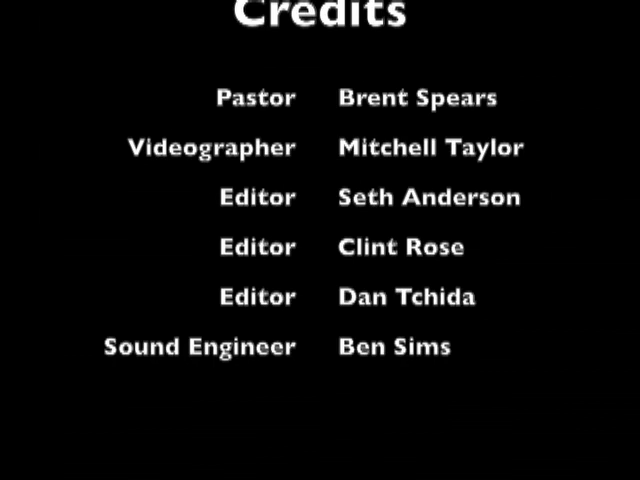 Credits
Pastor Brent Spears
Videographer Mitchell Taylor
Editor Seth Anderson
Editor Clint Rose
Editor Dan Tchida
Sound Engineer Ben Sims